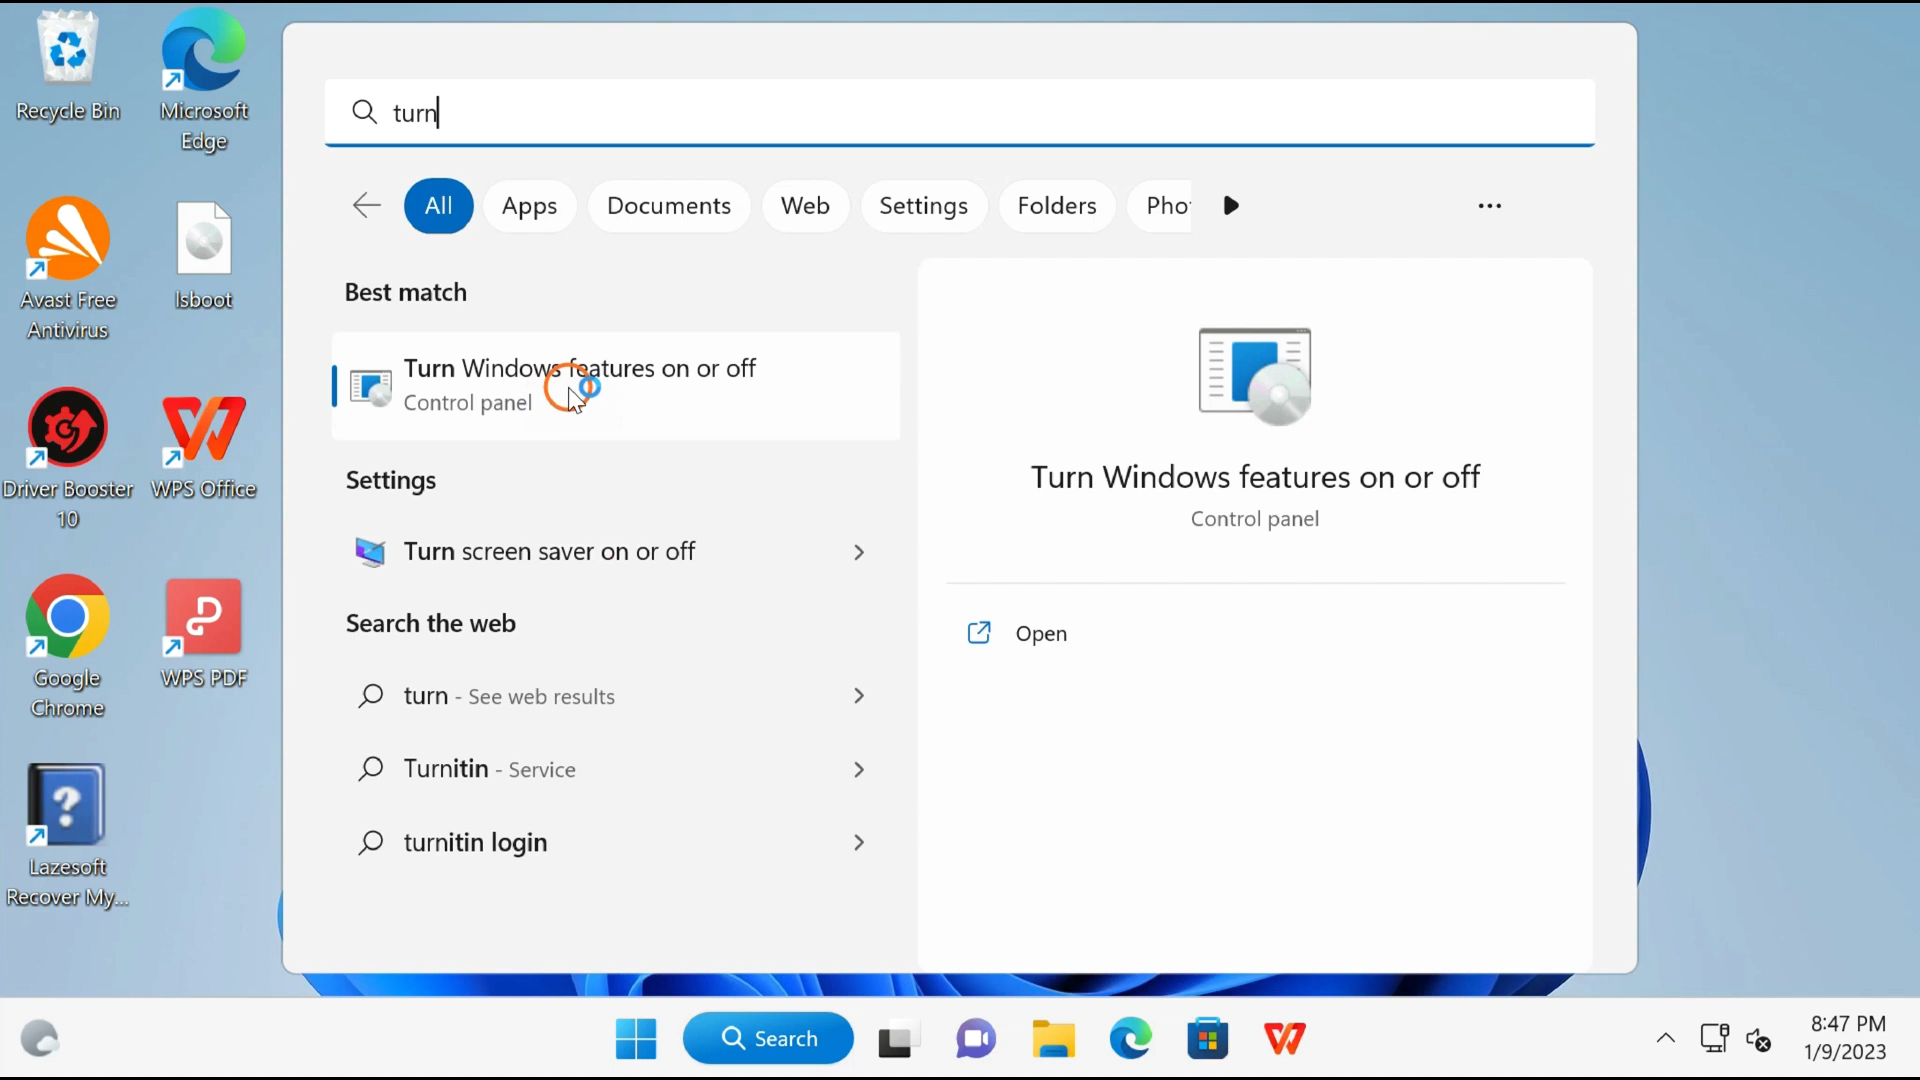 Recycle Bin
Microsoft
Edge
Avast Free
Antivirus
lsboot
Driver Booster
10
WPS Office
Google
Chrome
WPS PDF
Lazesoft
Recover My...
turn
All
Apps
Documents
Web
Settings
Folders
Pho
Best match
Turn Windows features on or off
Control panel
Settings
Turn screen saver on or off
Search the web
turn - See web results
Turnitin - Service
turnitin login
Turn Windows features on or off
Control panel
Open
Search
8:47 PM
1/9/2023